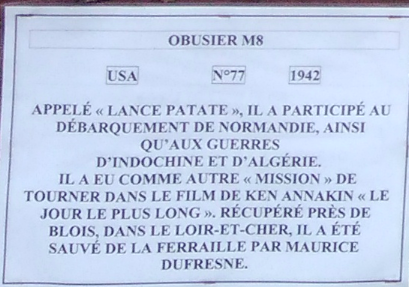 OBUSIER M8
USA N°77 1942
APPELÉ « LANCE PATATE », IL A PARTICIPÉ AU
DÉBARQUEMENT DE NORMANDIE, AINSI
QU'AUX GUERRES
D'INDOCHINE ET D'ALGÉRIE.
IL A EU COMME AUTRE « MISSION » DE
TOURNER DANS LE FILM DE KEN ANNAKIN « LE
JOUR LE PLUS LONG ». RÉCUPÉRÉ PRÈS DE
BLOIS, DANS LE LOIR-ET-CHER, IL A ÉTÉ
SAUVÉ DE LA FERRAILLE PAR MAURICE
DUFRESNE.